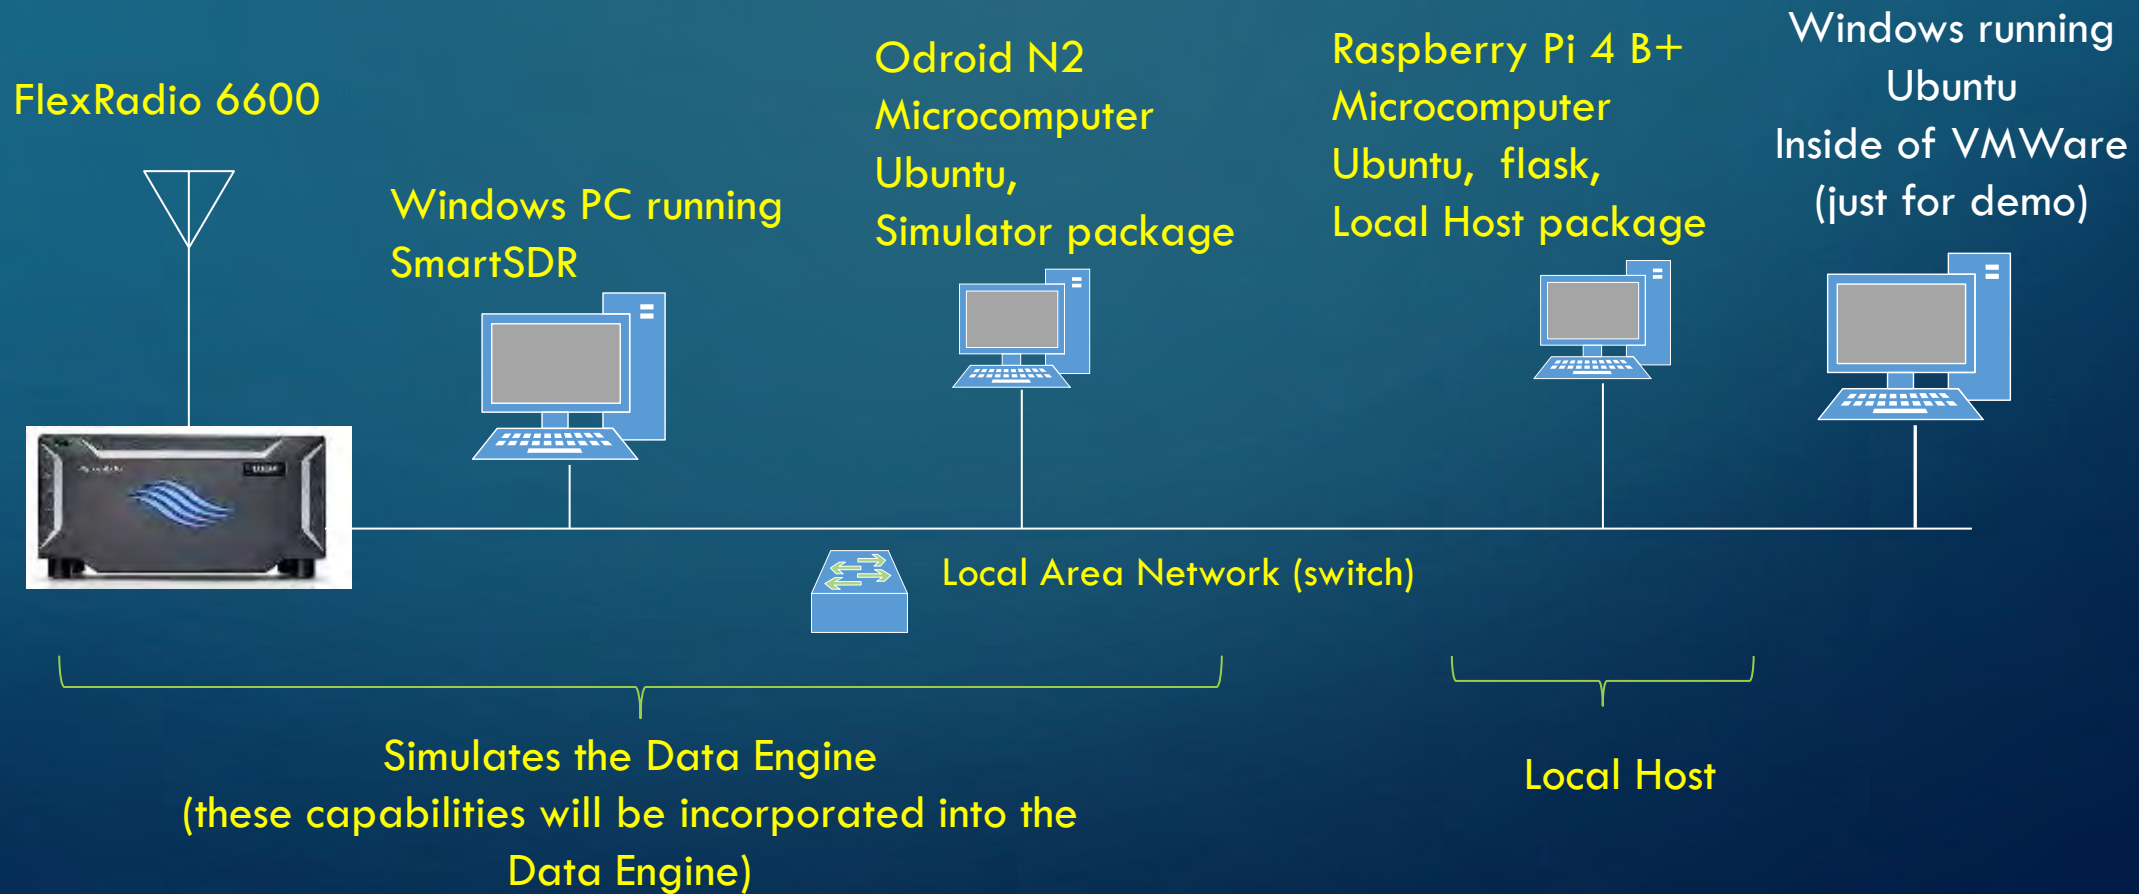 FlexRadio 6600
Windows PC running
SmartSDR
Odroid N2
Microcomputer
Ubuntu,
Simulator package
Raspberry Pi 4 B+
Microcomputer
Ubuntu, flask,
Local Host package
Windows running
Ubuntu
Inside of VMWare
(just for demo)
Local Area Network (switch)
Simulates the Data Engine
(these capabilities will be incorporated into the
Data Engine)
Local Host